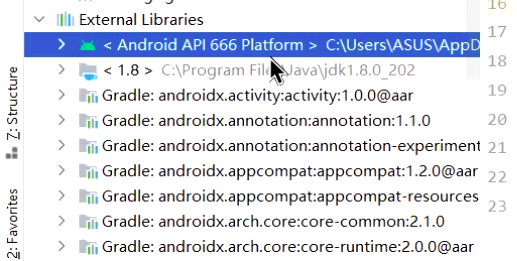 External Libraries
< Android API 666 Platform > C:\Users\ASUS\AppD
< 1.8 > C:\Program Files\Java\jdk1.8.0_202
Gradle: androidx.activity:activity:1.0.0@aar
Gradle: androidx.annotation:annotation:1.1.0
Gradle: androidx.annotation:annotation-experiment
Gradle: androidx.appcompat:appcompat:1.2.0@aar
Gradle: androidx.appcompat:appcompat-resources
Gradle: androidx.arch.core:core-common:2.1.0
Gradle: androidx.arch.core:core-runtime:2.0.0@aar
7: Structure
2: Favorites
16
17
18
19
20
21
22
23